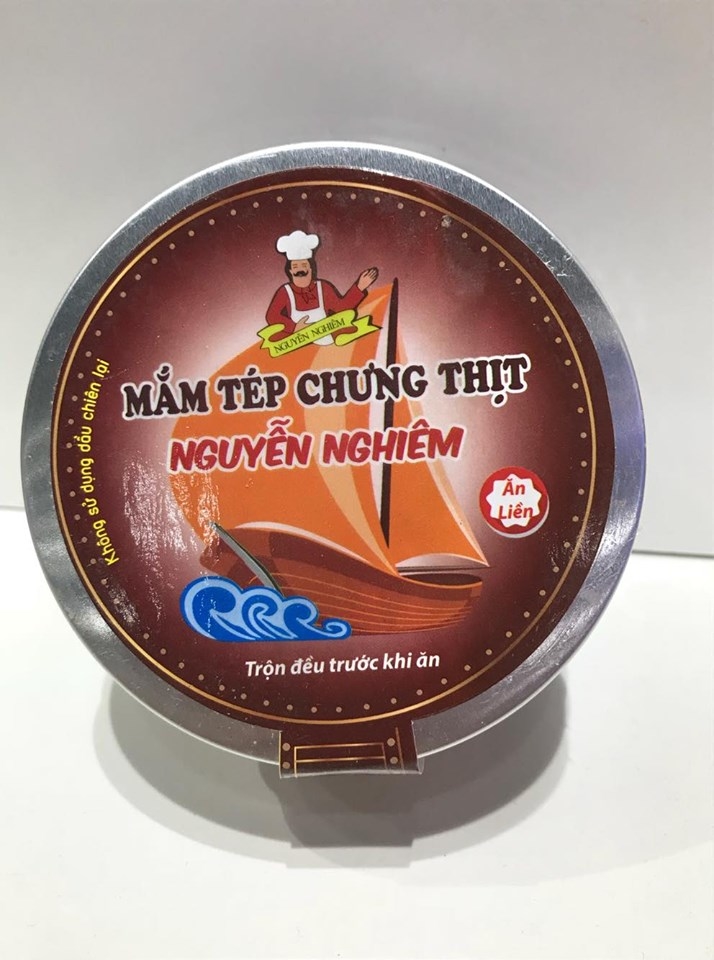 NGUYỄN NGHIÊM
MẮM TÉP CHƯNG THỊT
NGUYỄN NGHIÊM
Không sử dụng dầu chiên lại
Ăn
Liền
Trộn đều trước khi ăn